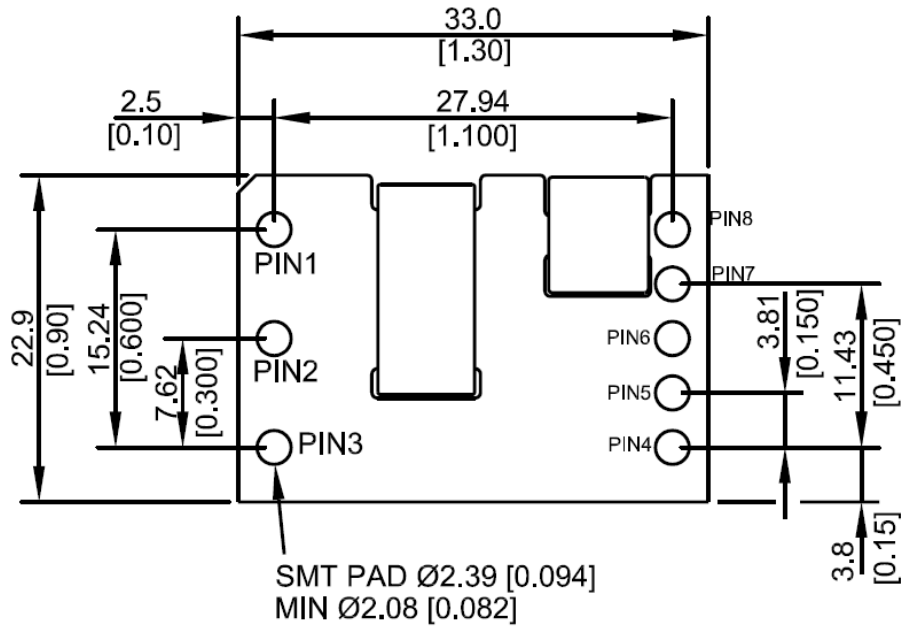 33.0
[1.30]
2.5
[0.10]
27.94
[1.100]
PIN1
PIN8
PIN7
22.9
[0.90]
15.24
[0.600]
7.62
[0.300]
PIN2
PIN6
3.81
[0.150]
11.43
[0.450]
PIN5
PIN3
PIN4
3.8
[0.15]
SMT PAD Ø2.39 [0.094]
MIN Ø2.08 [0.082]